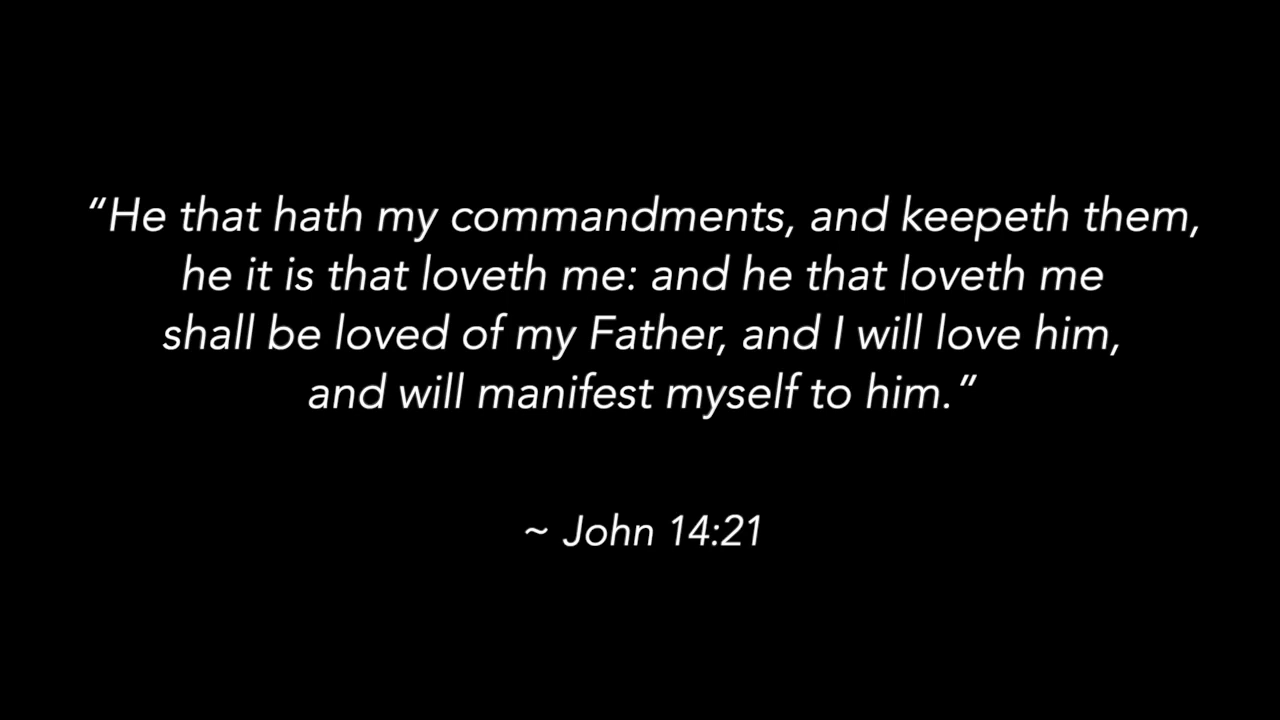 “He that hath my commandments, and keepeth them,
he it is that loveth me: and he that loveth me
shall be loved of my Father, and I will love him,
and will manifest myself to him.”
~ John 14:21